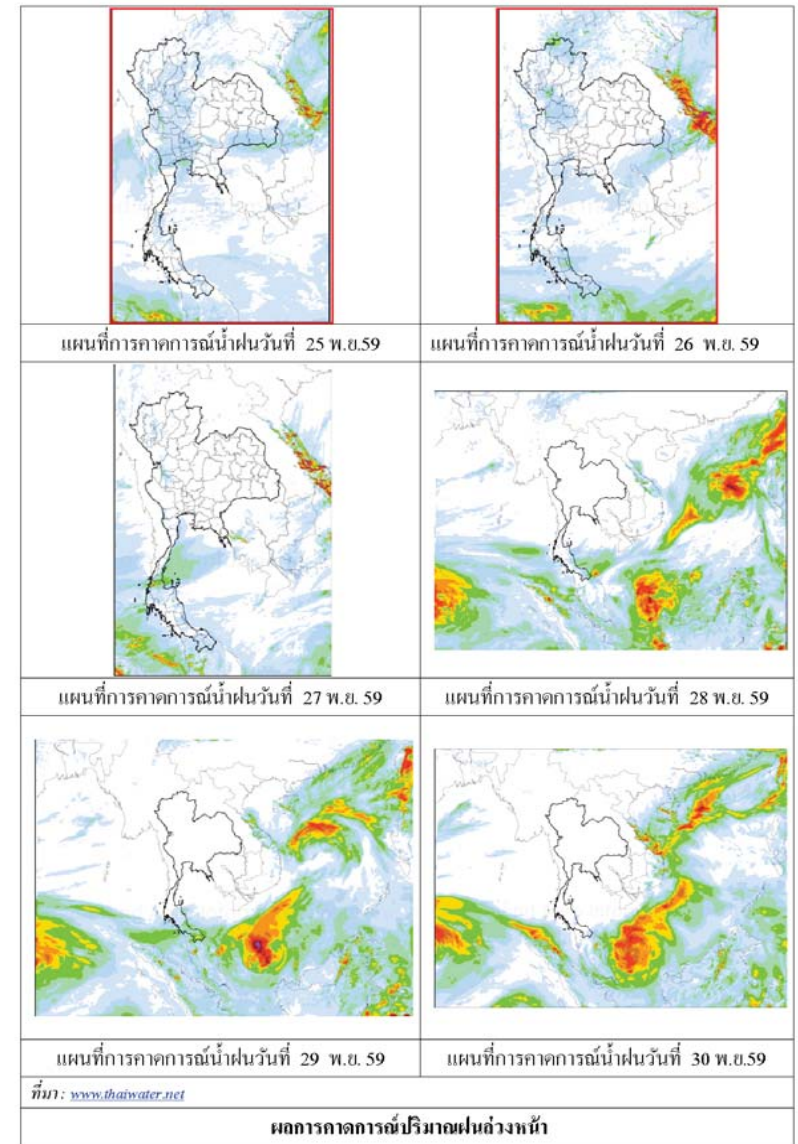 แผนที่การคาดการณ์น้ำฝนวันที่ 25 พ.ย.59
แผนที่การคาดการณ์น้ำฝนวันที่ 26 พ.ย. 59
แผนที่การคาดการณ์น้ำฝนวันที่ 27 พ.ย. 59
แผนที่การคาดการณ์น้ำฝนวันที่ 28 พ.ย. 59
แผนที่การคาดการณ์น้ำฝนวันที่ 29 พ.ย. 59
แผนที่การคาดการณ์น้ำฝนวันที่ 30 พ.ย.59
ที่มา : www.thaiwater.net
ผลการคาดการณ์ปริมาณฝนล่วงหน้า